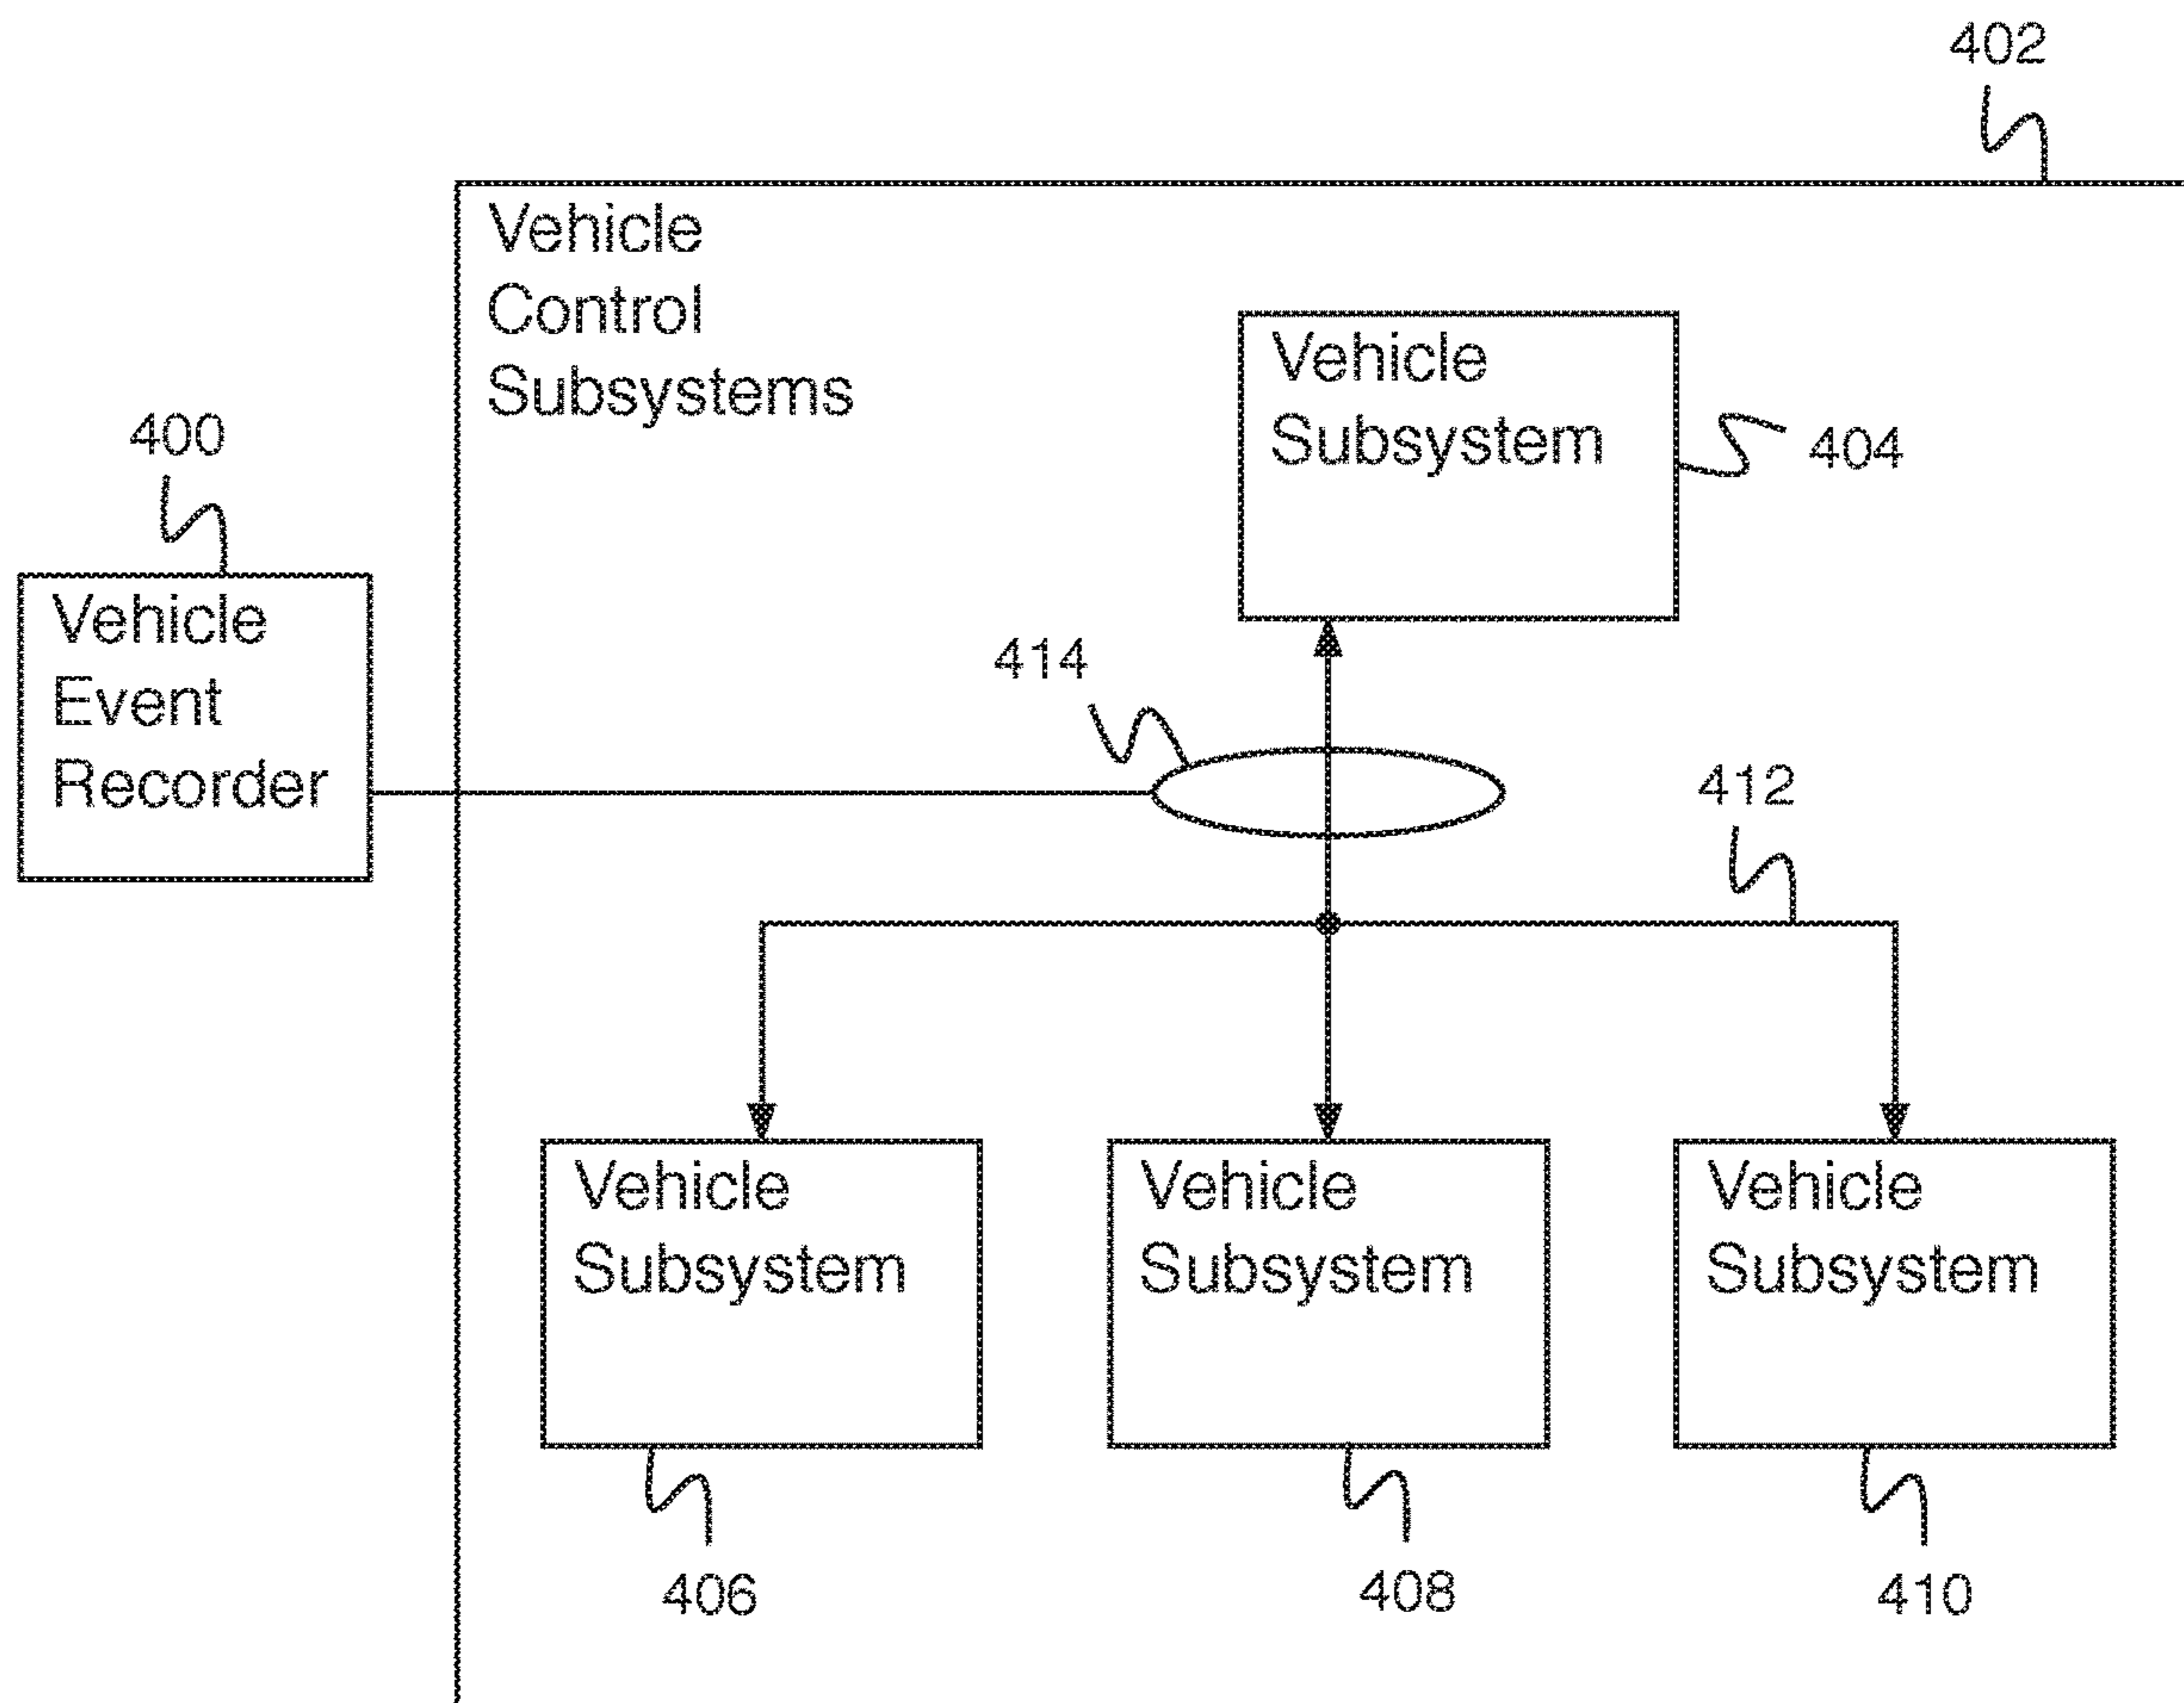 402
Vehicle
Control
Subsystems
Vehicle
Subsystem
404
400
Vehicle
Event
Recorder
414
412
Vehicle
Subsystem
Vehicle
Subsystem
Vehicle
Subsystem
406
408
410